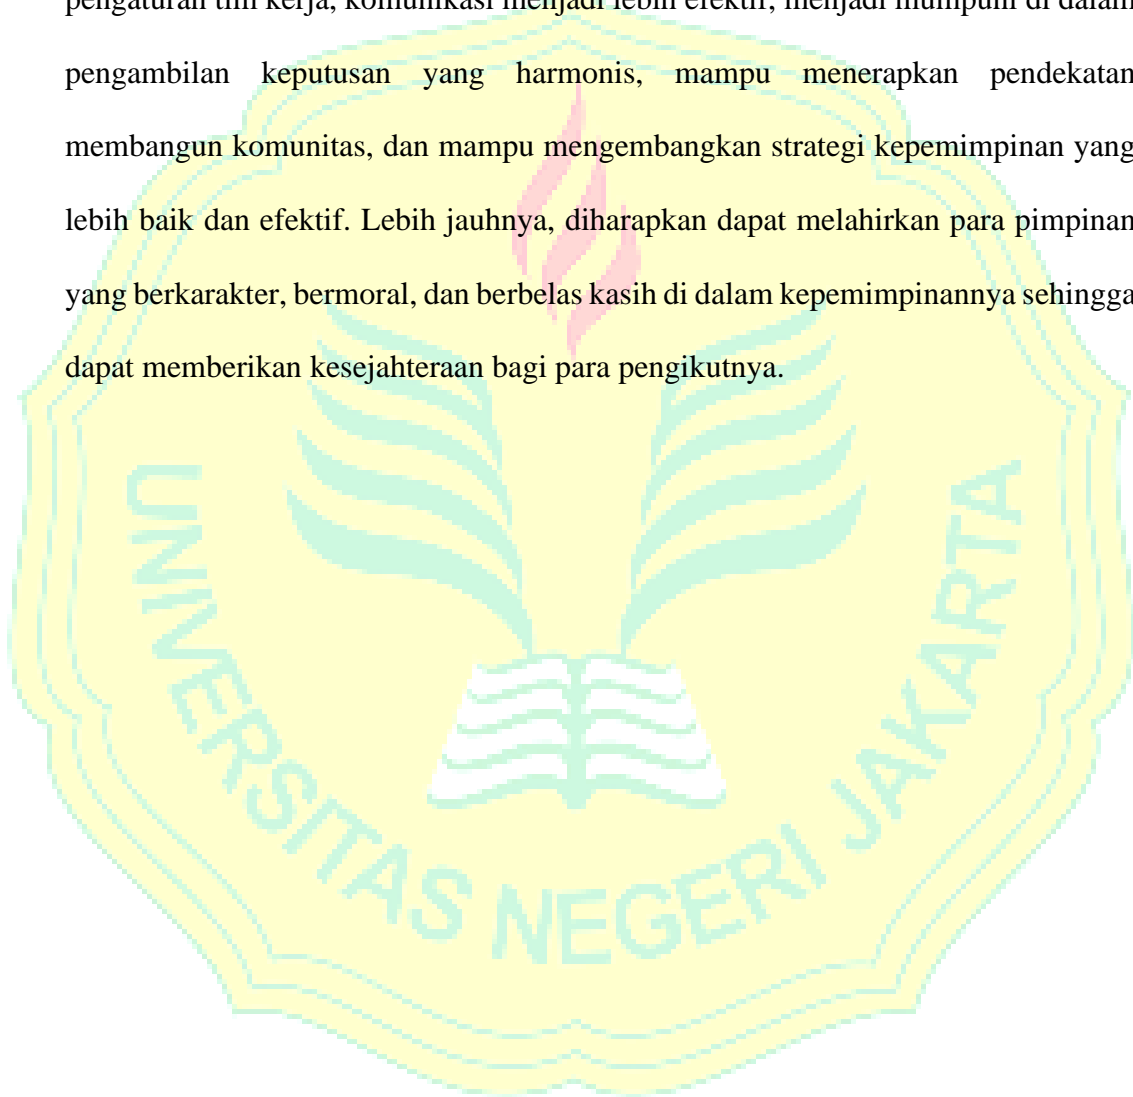 pengaturan tim kerja, komunikasi menjadi lebih efektif, menjadi mumpuni di dalam
pengambilan keputusan yang harmonis, mampu menerapkan pendekatan
membangun komunitas, dan mampu mengembangkan strategi kepemimpinan yang
lebih baik dan efektif. Lebih jauhnya, diharapkan dapat melahirkan para pimpinan
yang berkarakter, bermoral, dan berbelas kasih di dalam kepemimpinannya sehingga
dapat memberikan kesejahteraan bagi para pengikutnya.
UNIVERSITAS NEGERI JAKARTA